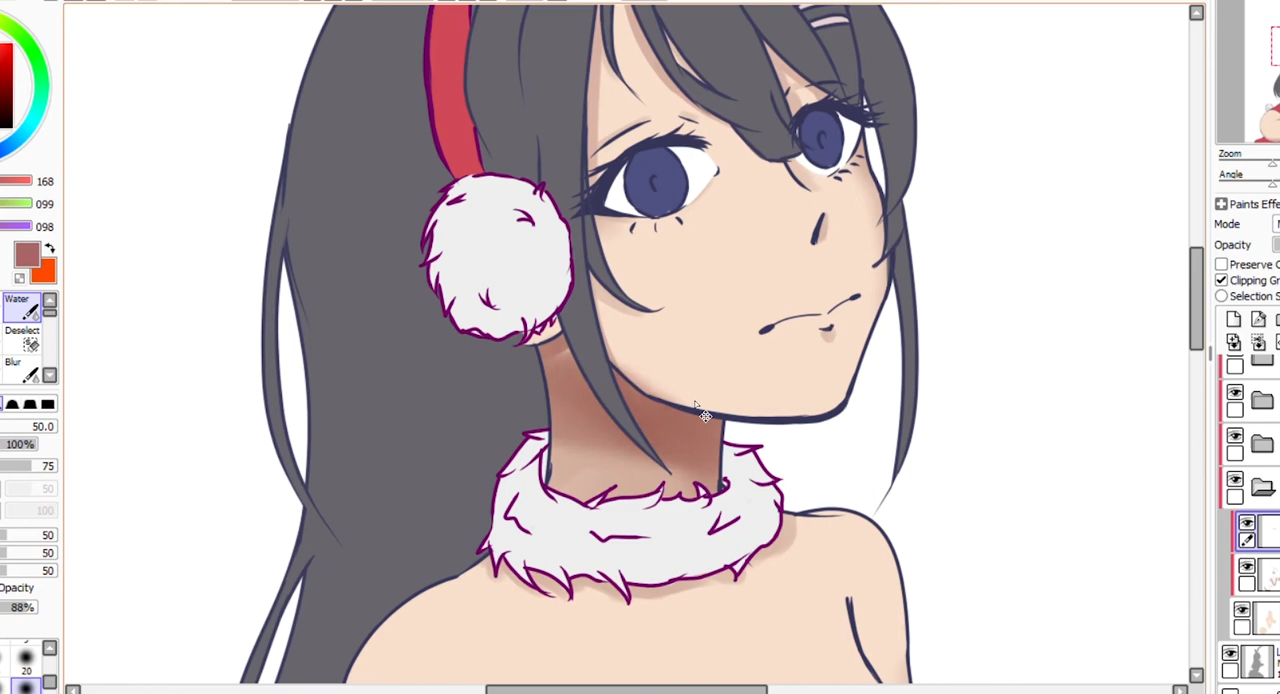 168
099
098
Water
Deselect
Blur
50.0
100%
75
50
100
50
50
50
Opacity
88%
20
Zoom
Angle
Paints Effe
Mode
Opacity
Preserve O
Clipping Gr
Selection S